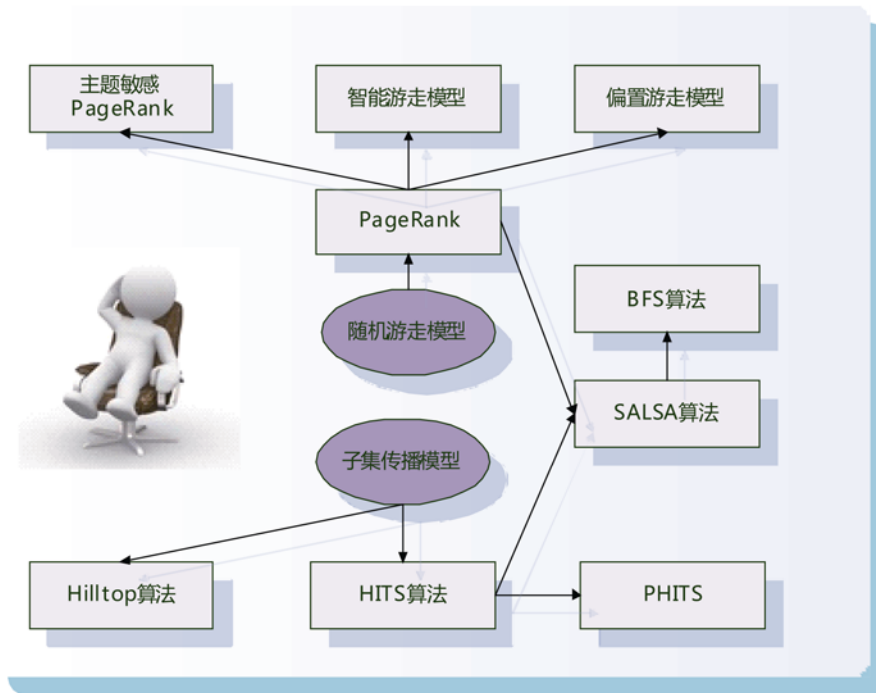 主题敏感
PageRank
智能游走模型
偏置游走模型
PageRank
BFS算法
随机游走模型
SALSA算法
子集传播模型
Hilltop算法
HITS算法
PHITS